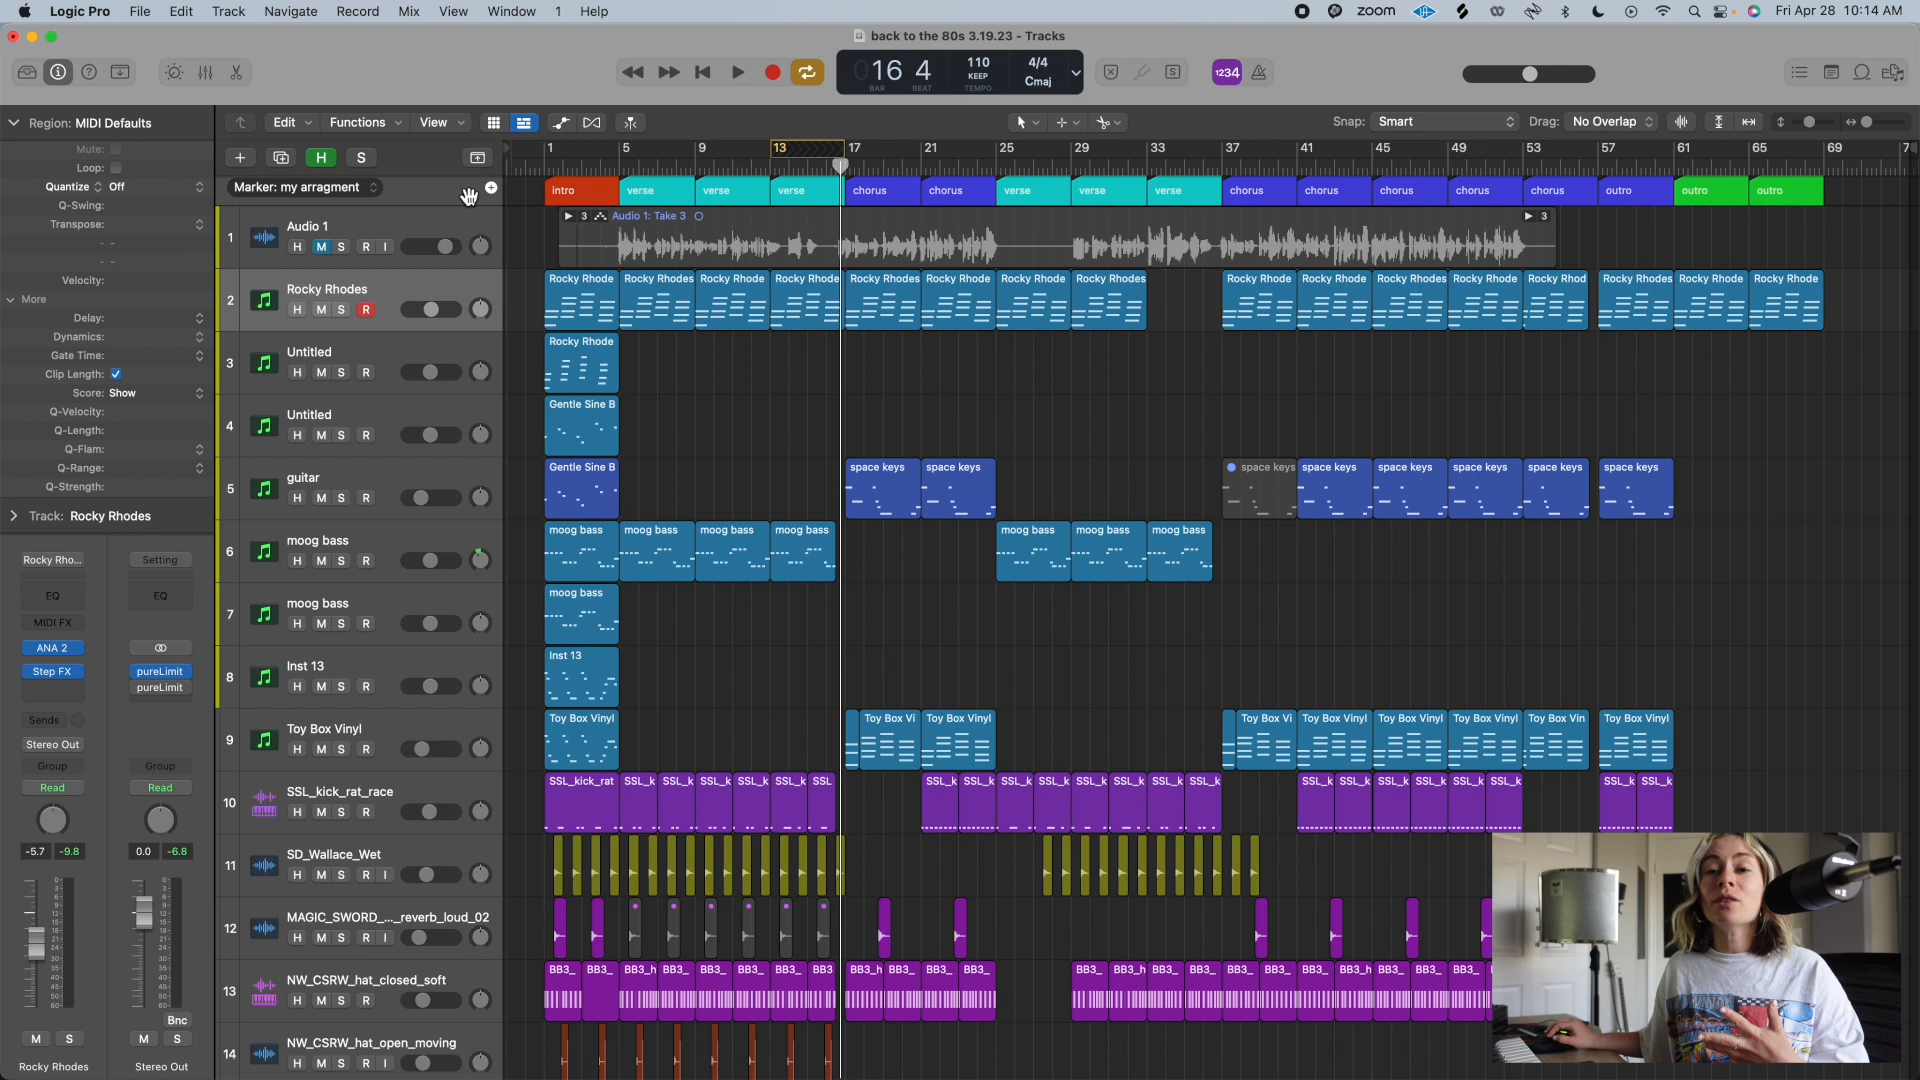 Logic Pro File Edit Track Navigate Record Mix View Window 1 Help
zoom Fri Apr 28 10:14 AM
back to the 80s 3.19.23 - Tracks
016 4 110 4/4
KEEP Cmaj
BAR BEAT TEMPO
1234
Region: MIDI Defaults
Edit Functions View
Snap: Smart Drag: No Overlap
Mute:
Loop:
Quantize Off
Q-Swing:
Transpose:
Velocity:
More
Delay:
Dynamics:
Gate Time:
Clip Length:
Score: Show
Q-Velocity:
Q-Length:
Q-Flam:
Q-Range:
Q-Strength:
Track: Rocky Rhodes
Rocky Rho... Setting
EQ EQ
MIDI FX
ANA 2
Step FX pureLimit
pureLimit
Sends
Stereo Out
Group Group
Read Read
-5.7 -9.8 0.0 -6.8
Bnc
M S M S
Rocky Rhodes Stereo Out
H S
1 5 9 13 17 21 25 29 33 37 41 45 49 53 57 61 65 69
Marker: my arragment
Intro verse verse verse chorus chorus verse verse verse chorus chorus chorus chorus chorus outro outro outro
1 Audio 1
H M S R I
3 Audio 1: Take 3 3
2 Rocky Rhodes
H M S R
Rocky Rhode Rocky Rhodes Rocky Rhode Rocky Rhode Rocky Rhodes Rocky Rhode Rocky Rhode Rocky Rhodes Rocky Rhode Rocky Rhode Rocky Rhodes Rocky Rhode Rocky Rhod Rocky Rhodes Rocky Rhode Rocky Rhode
3 Untitled
H M S R
Rocky Rhode
4 Untitled
H M S R
Gentle Sine B
5 guitar
H M S R
Gentle Sine B space keys space keys space keys space keys space keys space keys space keys space keys
6 moog bass
H M S R
moog bass moog bass moog bass moog bass moog bass moog bass moog bass
7 moog bass
H M S R
moog bass
8 Inst 13
H M S R
Inst 13
9 Toy Box Vinyl
H M S R
Toy Box Vinyl Toy Box Vi Toy Box Vinyl Toy Box Vi Toy Box Vinyl Toy Box Vinyl Toy Box Vinyl Toy Box Vin Toy Box Vinyl
10 SSL_kick_rat_race
H M S R
SSL_kick_rat SSL_k SSL_k SSL_k SSL_k SSL_k SSL SSL_k SSL_k SSL_k SSL_k SSL_k SSL_k SSL_k SSL_k SSL_k SSL_k SSL_k SSL_k SSL_k SSL_k SSL_k SSL_k
11 SD_Wallace_Wet
H M S R I
12 MAGIC_SWORD_..._reverb_loud_02
H M S R I
13 NW_CSRW_hat_closed_soft
H M S R
BB3_ BB3_ BB3_h BB3_ BB3_ BB3_ BB3_ BB3 BB3_h BB3_ BB3_ BB3_ BB3_ BB3_h BB3_ BB3_ BB3_ BB3_ BB3_ BB3_h BB3_ BB3_ BB3_
14 NW_CSRW_hat_open_moving
H M S R I